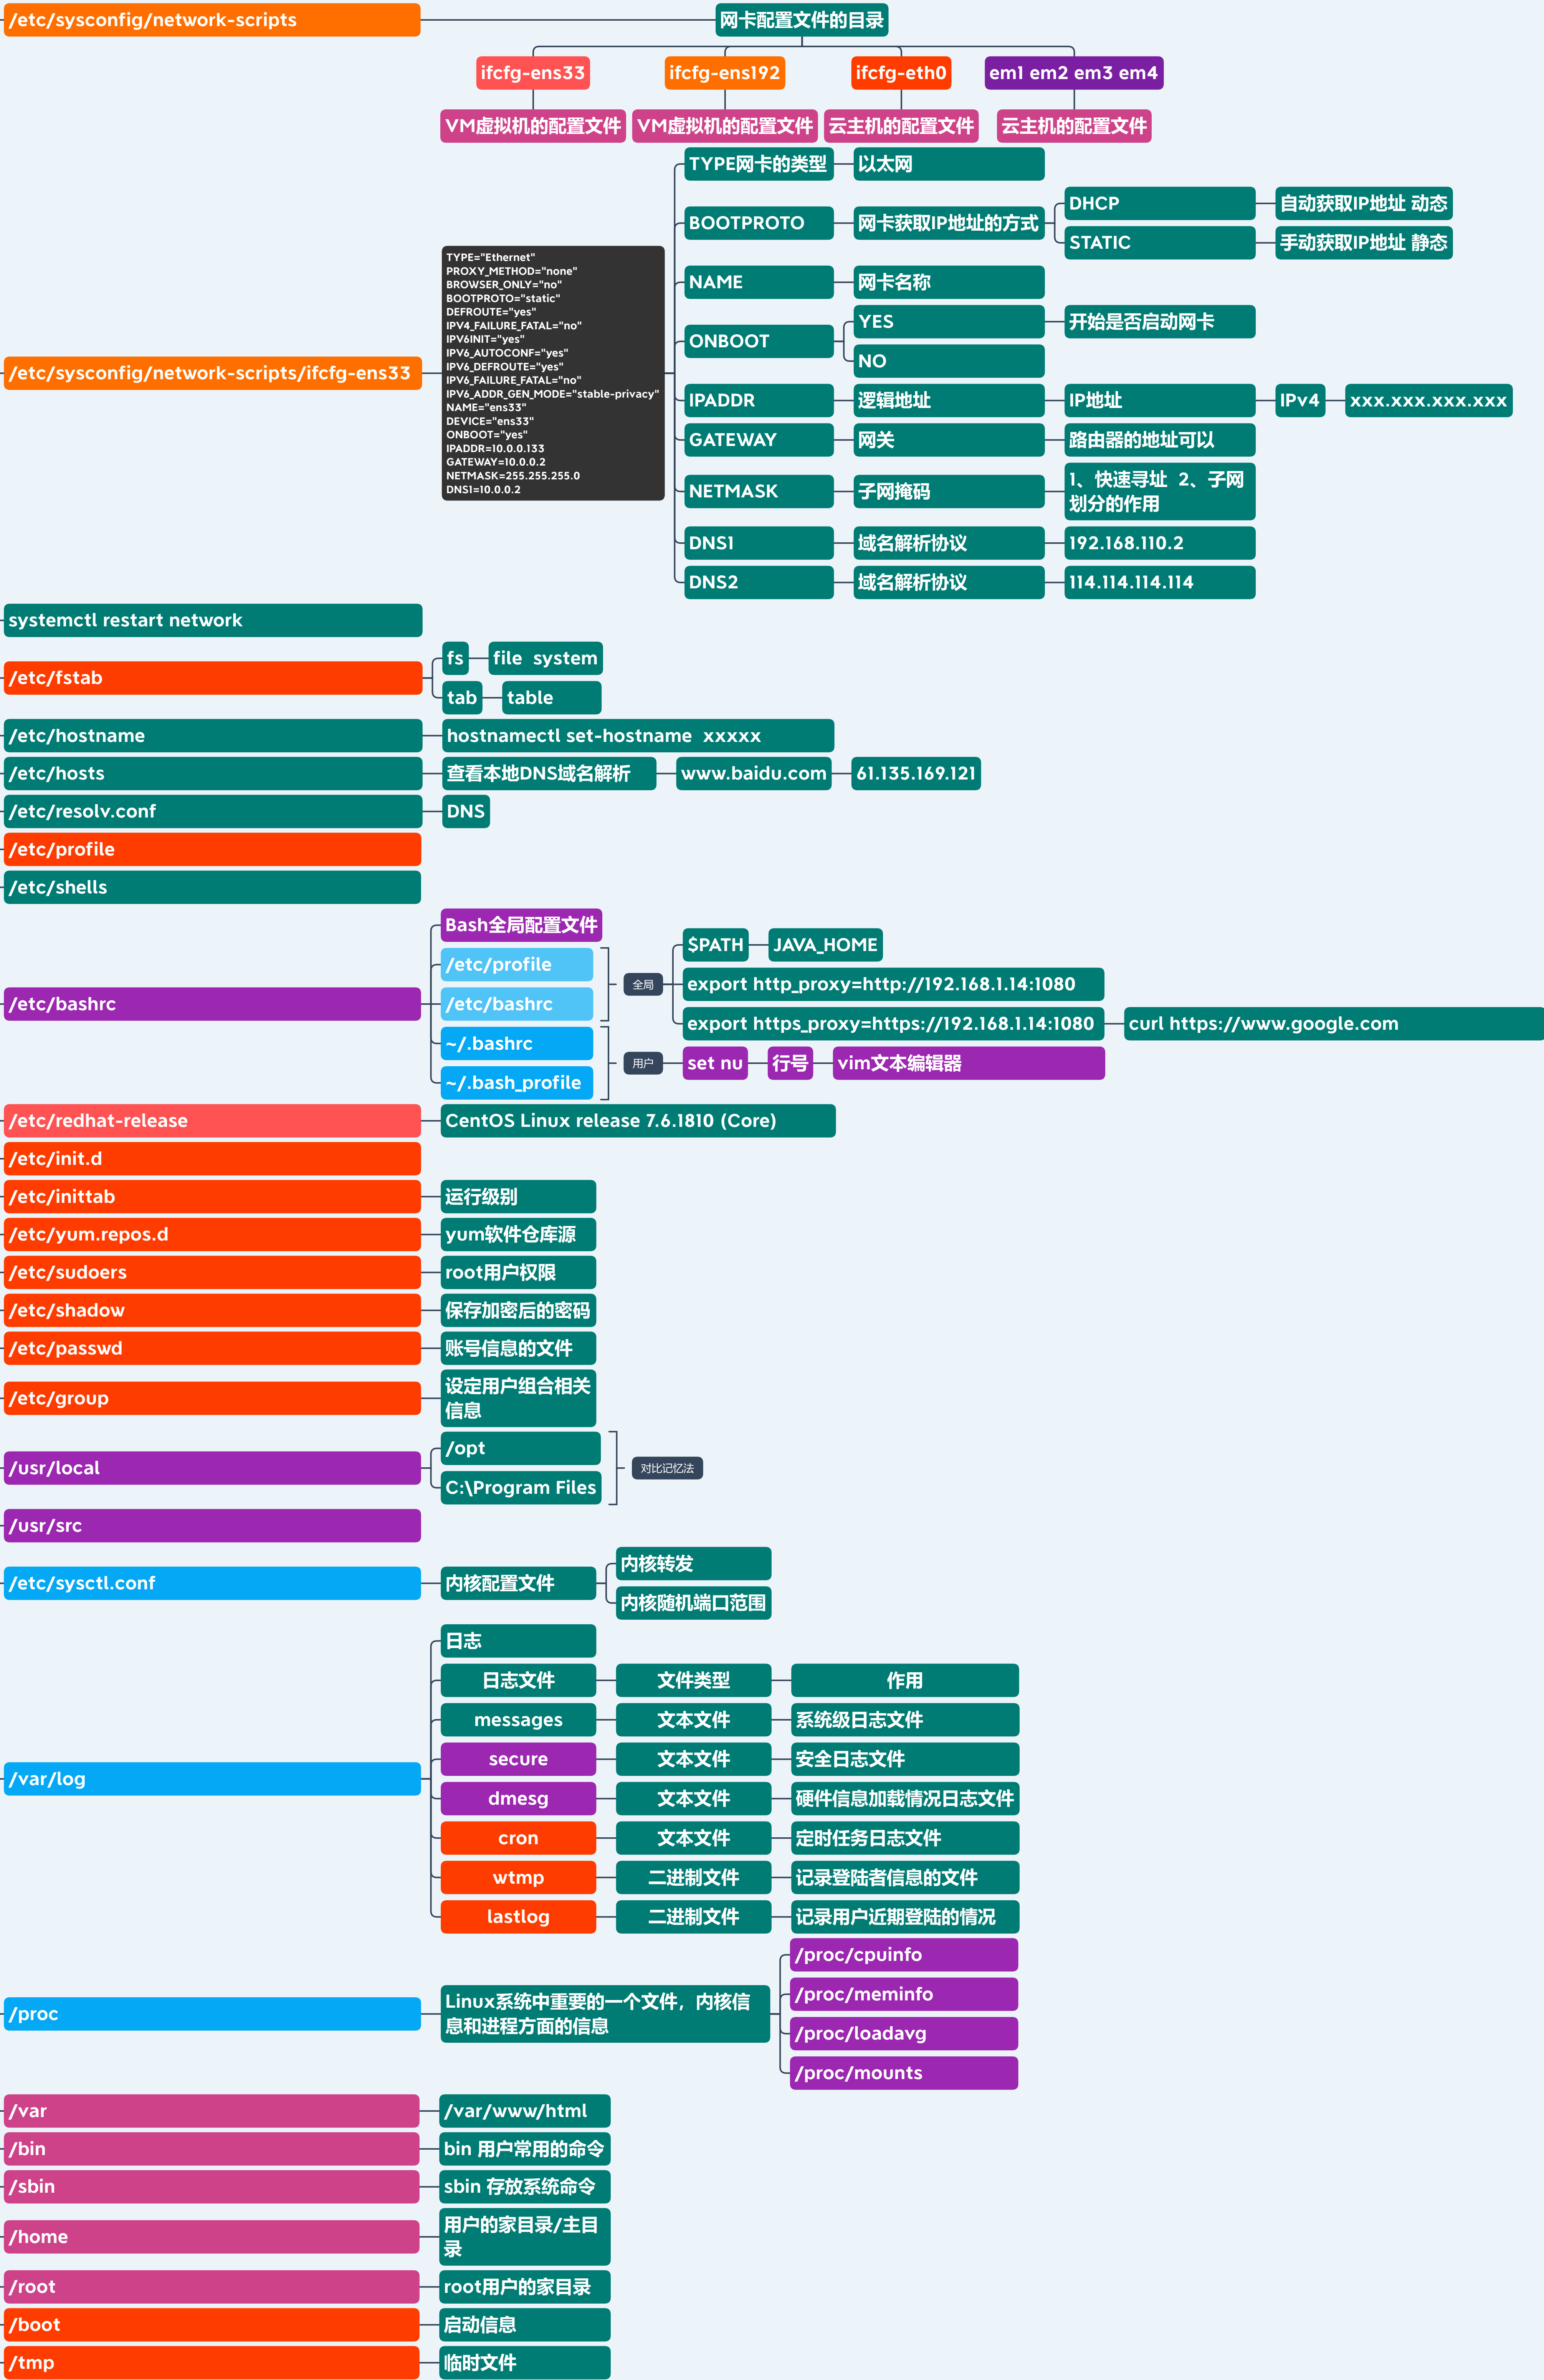 /etc/sysconfig/network-scripts
网卡配置文件的目录
ifcfg-ens33
ifcfg-ens192
ifcfg-eth0
em1 em2 em3 em4
VM虚拟机的配置文件
VM虚拟机的配置文件
云主机的配置文件
云主机的配置文件
/etc/sysconfig/network-scripts/ifcfg-ens33
TYPE="Ethernet"
PROXY_METHOD="none"
BROWSER_ONLY="no"
BOOTPROTO="static"
DEFROUTE="yes"
IPV4_FAILURE_FATAL="no"
IPV6INIT="yes"
IPV6_AUTOCONF="yes"
IPV6_DEFROUTE="yes"
IPV6_FAILURE_FATAL="no"
IPV6_ADDR_GEN_MODE="stable-privacy"
NAME="ens33"
DEVICE="ens33"
ONBOOT="yes"
IPADDR=10.0.0.133
GATEWAY=10.0.0.2
NETMASK=255.255.255.0
DNS1=10.0.0.2
TYPE网卡的类型
以太网
BOOTPROTO
网卡获取IP地址的方式
DHCP
自动获取IP地址 动态
STATIC
手动获取IP地址 静态
NAME
网卡名称
ONBOOT
YES
开始是否启动网卡
NO
IPADDR
逻辑地址
IP地址
IPv4
xxx.xxx.xxx.xxx
GATEWAY
网关
路由器的地址可以
NETMASK
子网掩码
1、快速寻址  2、子网
划分的作用
DNS1
域名解析协议
192.168.110.2
DNS2
域名解析协议
114.114.114.114
systemctl restart network
/etc/fstab
fs
file  system
tab
table
/etc/hostname
hostnamectl set-hostname  xxxxx
/etc/hosts
查看本地DNS域名解析
www.baidu.com
61.135.169.121
/etc/resolv.conf
DNS
/etc/profile
/etc/shells
/etc/bashrc
Bash全局配置文件
/etc/profile
/etc/bashrc
全局
$PATH
JAVA_HOME
export http_proxy=http://192.168.1.14:1080
export https_proxy=https://192.168.1.14:1080
curl https://www.google.com
~/.bashrc
~/.bash_profile
用户
set nu
行号
vim文本编辑器
/etc/redhat-release
CentOS Linux release 7.6.1810 (Core)
/etc/init.d
/etc/inittab
运行级别
/etc/yum.repos.d
yum软件仓库源
/etc/sudoers
root用户权限
/etc/shadow
保存加密后的密码
/etc/passwd
账号信息的文件
/etc/group
设定用户组合相关
信息
/usr/local
/opt
C:\Program Files
对比记忆法
/usr/src
/etc/sysctl.conf
内核配置文件
内核转发
内核随机端口范围
/var/log
日志
日志文件
文件类型
作用
messages
文本文件
系统级日志文件
secure
文本文件
安全日志文件
dmesg
文本文件
硬件信息加载情况日志文件
cron
文本文件
定时任务日志文件
wtmp
二进制文件
记录登陆者信息的文件
lastlog
二进制文件
记录用户近期登陆的情况
/proc
Linux系统中重要的一个文件，内核信
息和进程方面的信息
/proc/cpuinfo
/proc/meminfo
/proc/loadavg
/proc/mounts
/var
/var/www/html
/bin
bin 用户常用的命令
/sbin
sbin 存放系统命令
/home
用户的家目录/主目
录
/root
root用户的家目录
/boot
启动信息
/tmp
临时文件